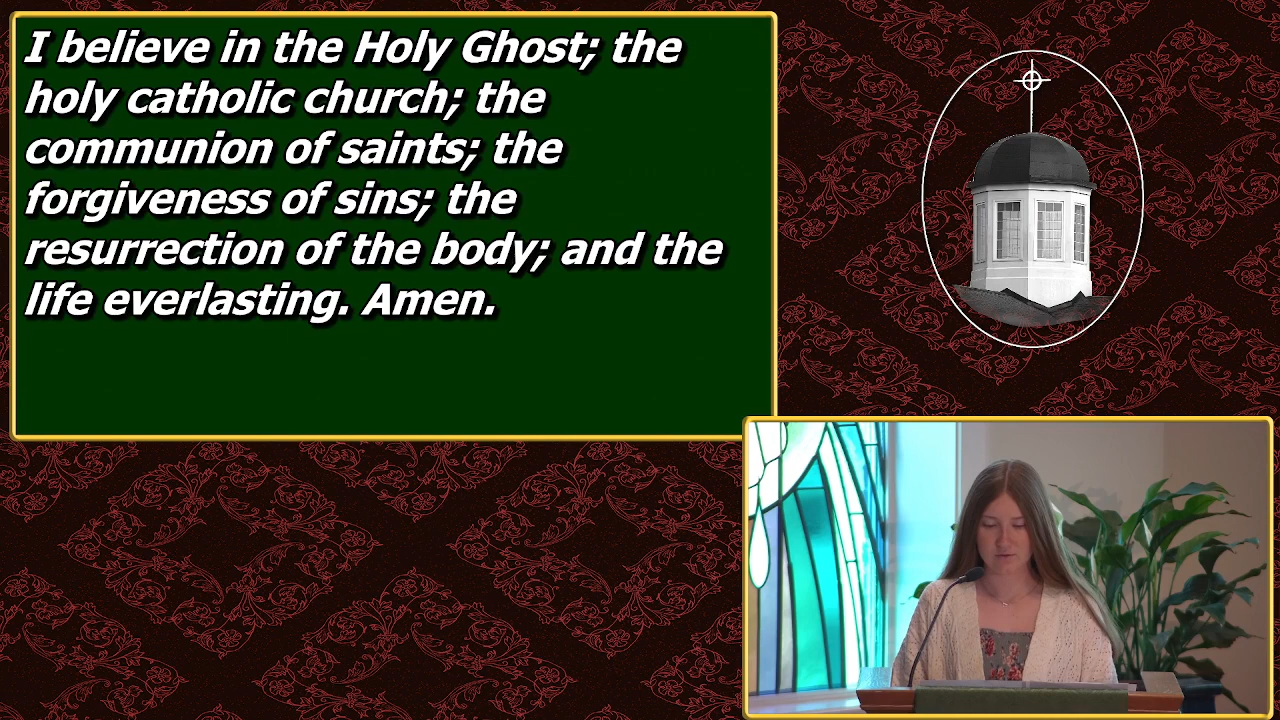 I believe in the Holy Ghost; the
holy catholic church; the
communion of saints; the
forgiveness of sins; the
resurrection of the body; and the
life everlasting. Amen.